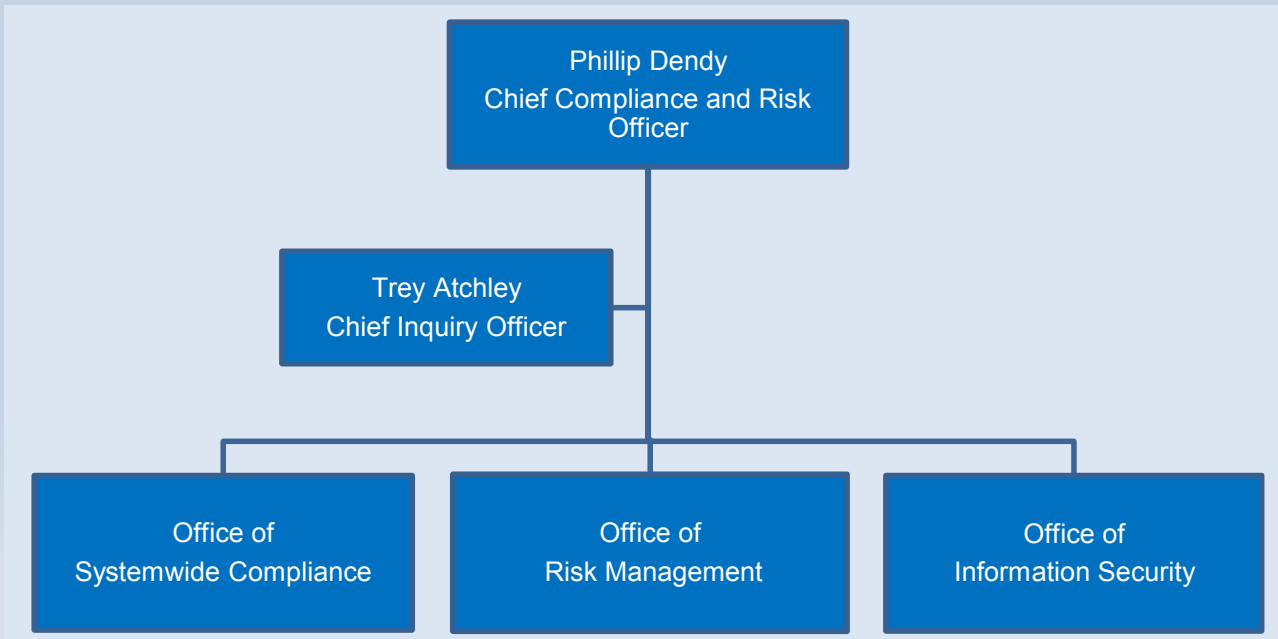 Phillip Dendy
Chief Compliance and Risk
Officer
Trey Atchley
Chief Inquiry Officer
Office of
Systemwide Compliance
Office of
Risk Management
Office of
Information Security